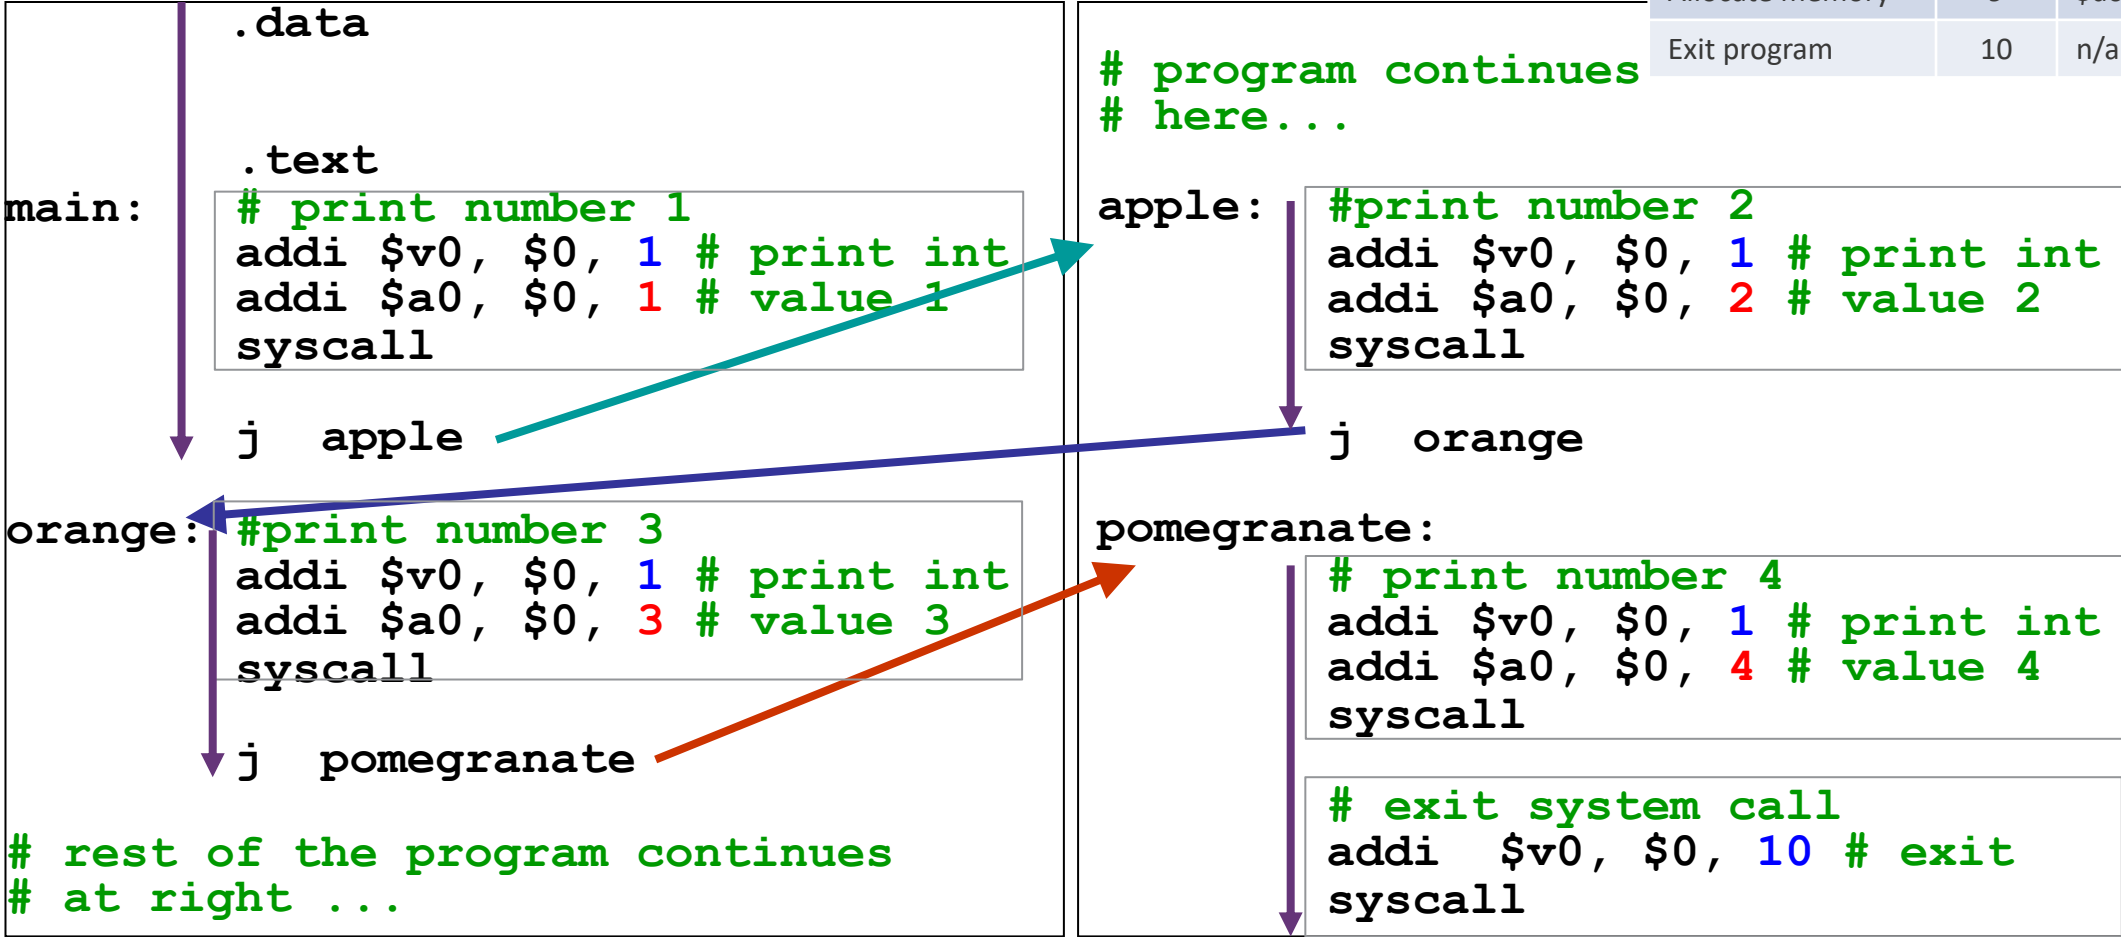 .data
.text
main: # print number 1
addi $v0, $0, 1 # print int
addi $a0, $0, 1 # value 1
syscall
j apple
orange: #print number 3
addi $v0, $0, 1 # print int
addi $a0, $0, 3 # value 3
syscall
j pomegranate
# rest of the program continues
# at right ...
Exit program 10 n/a
# program continues
# here...
apple: #print number 2
addi $v0, $0, 1 # print int
addi $a0, $0, 2 # value 2
syscall
j orange
pomegranate:
# print number 4
addi $v0, $0, 1 # print int
addi $a0, $0, 4 # value 4
syscall
# exit system call
addi $v0, $0, 10 # exit
syscall